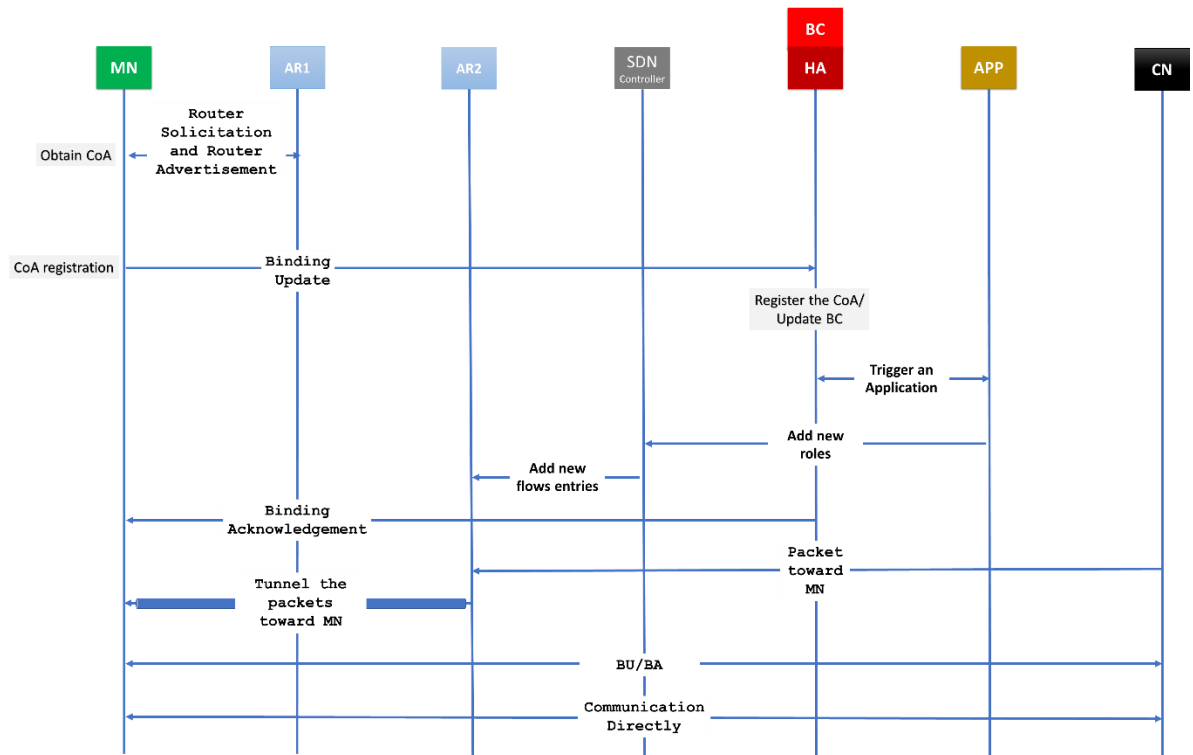 BC
MN
AR1
AR2
SDN
Controller
HA
APP
CN
Router
Solicitation
and Router
Advertisement
Obtain CoA
CoA registration
Binding
Update
Register the CoA/
Update BC
Trigger an
Application
Add new
roles
Add new
flows entries
Binding
Acknowledgement
Packet
toward
MN
Tunnel the
packets
toward MN
BU/BA
Communication
Directly